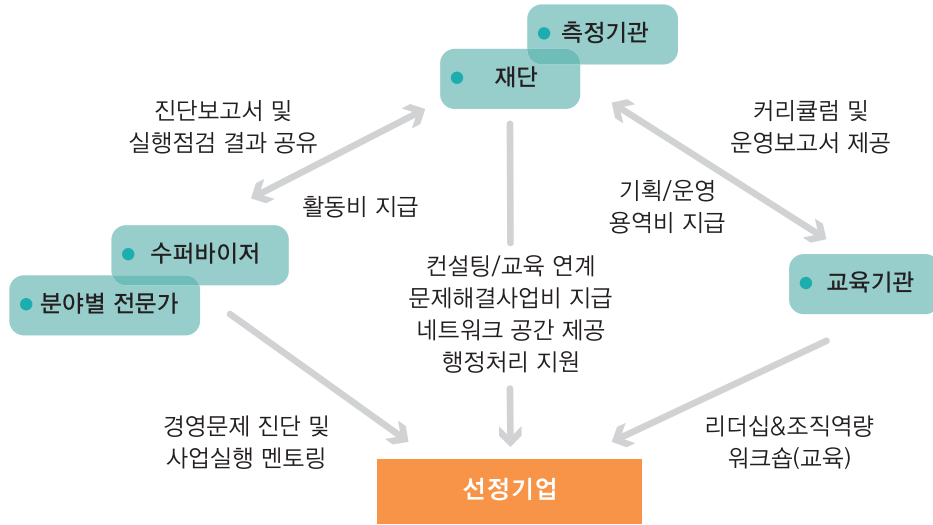 측정기관
재단
진단보고서 및
실행점검 결과 공유
커리큘럼 및
운영보고서 제공
활동비 지급
기획/운영
용역비 지급
수퍼바이저
분야별 전문가
컨설팅/교육 연계
문제해결사업비 지급
네트워크 공간 제공
행정처리 지원
교육기관
경영문제 진단 및
사업실행 멘토링
리더십&조직역량
워크숍(교육)
선정기업